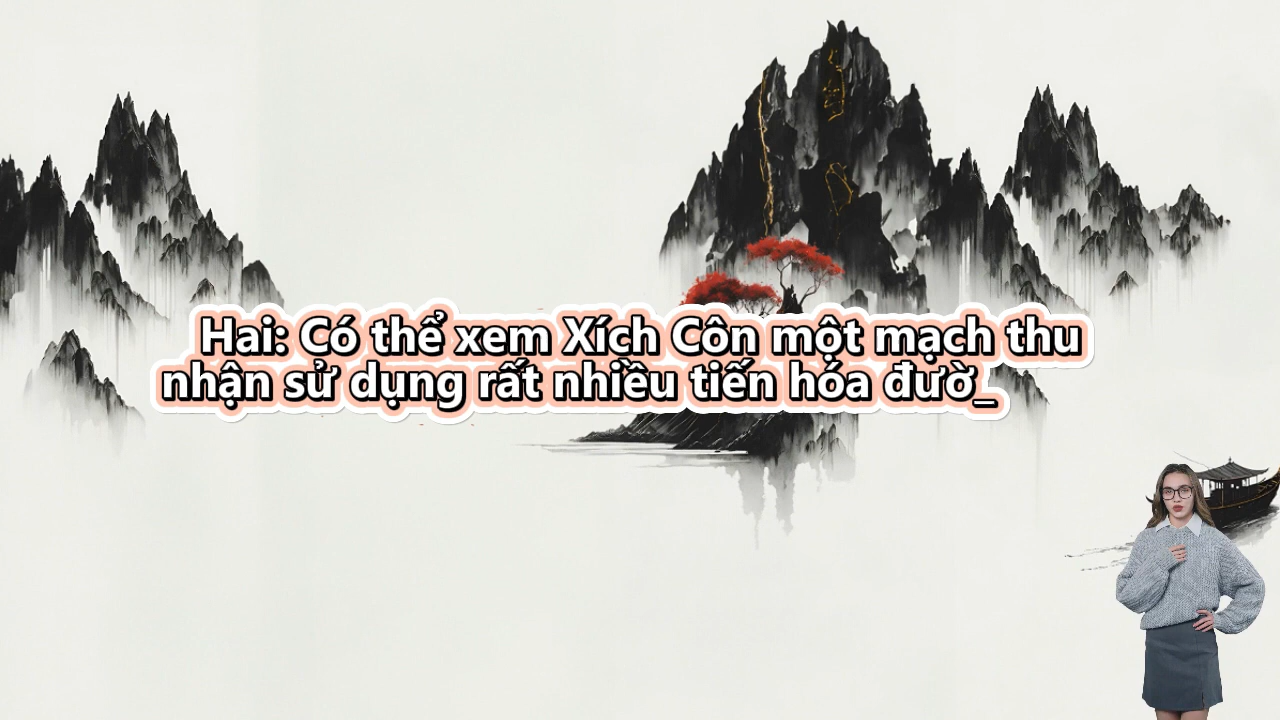 Hai: Có thể xem Xích Côn một mạch thu
nhận sử dụng rất nhiều tiến hóa đườ_